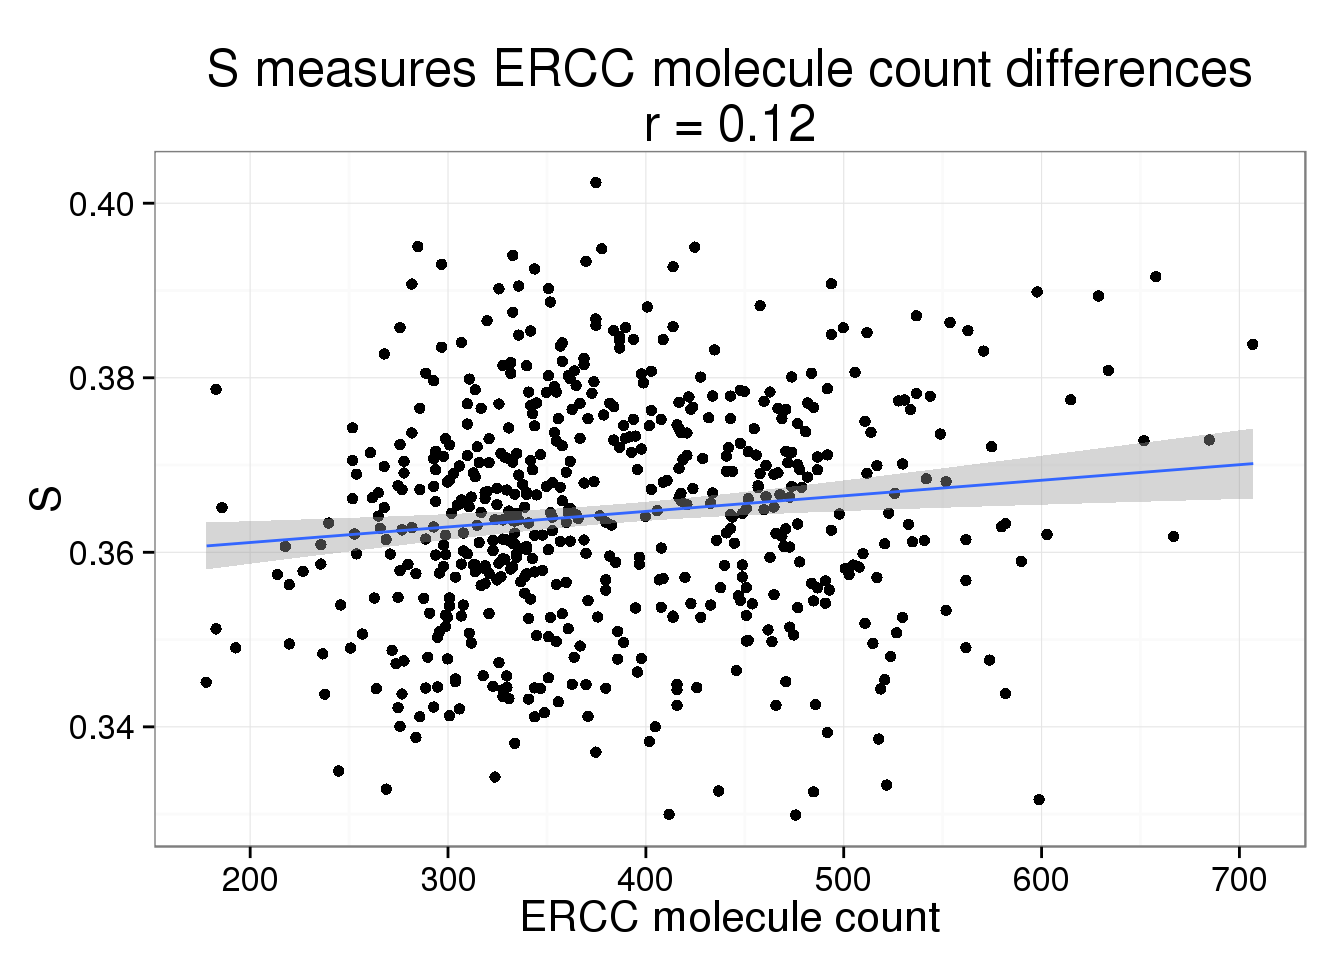 S measures ERCC molecule count differences
r = 0.12
S
0.40
0.38
0.36
0.34
200 300 400 500 600 700
ERCC molecule count